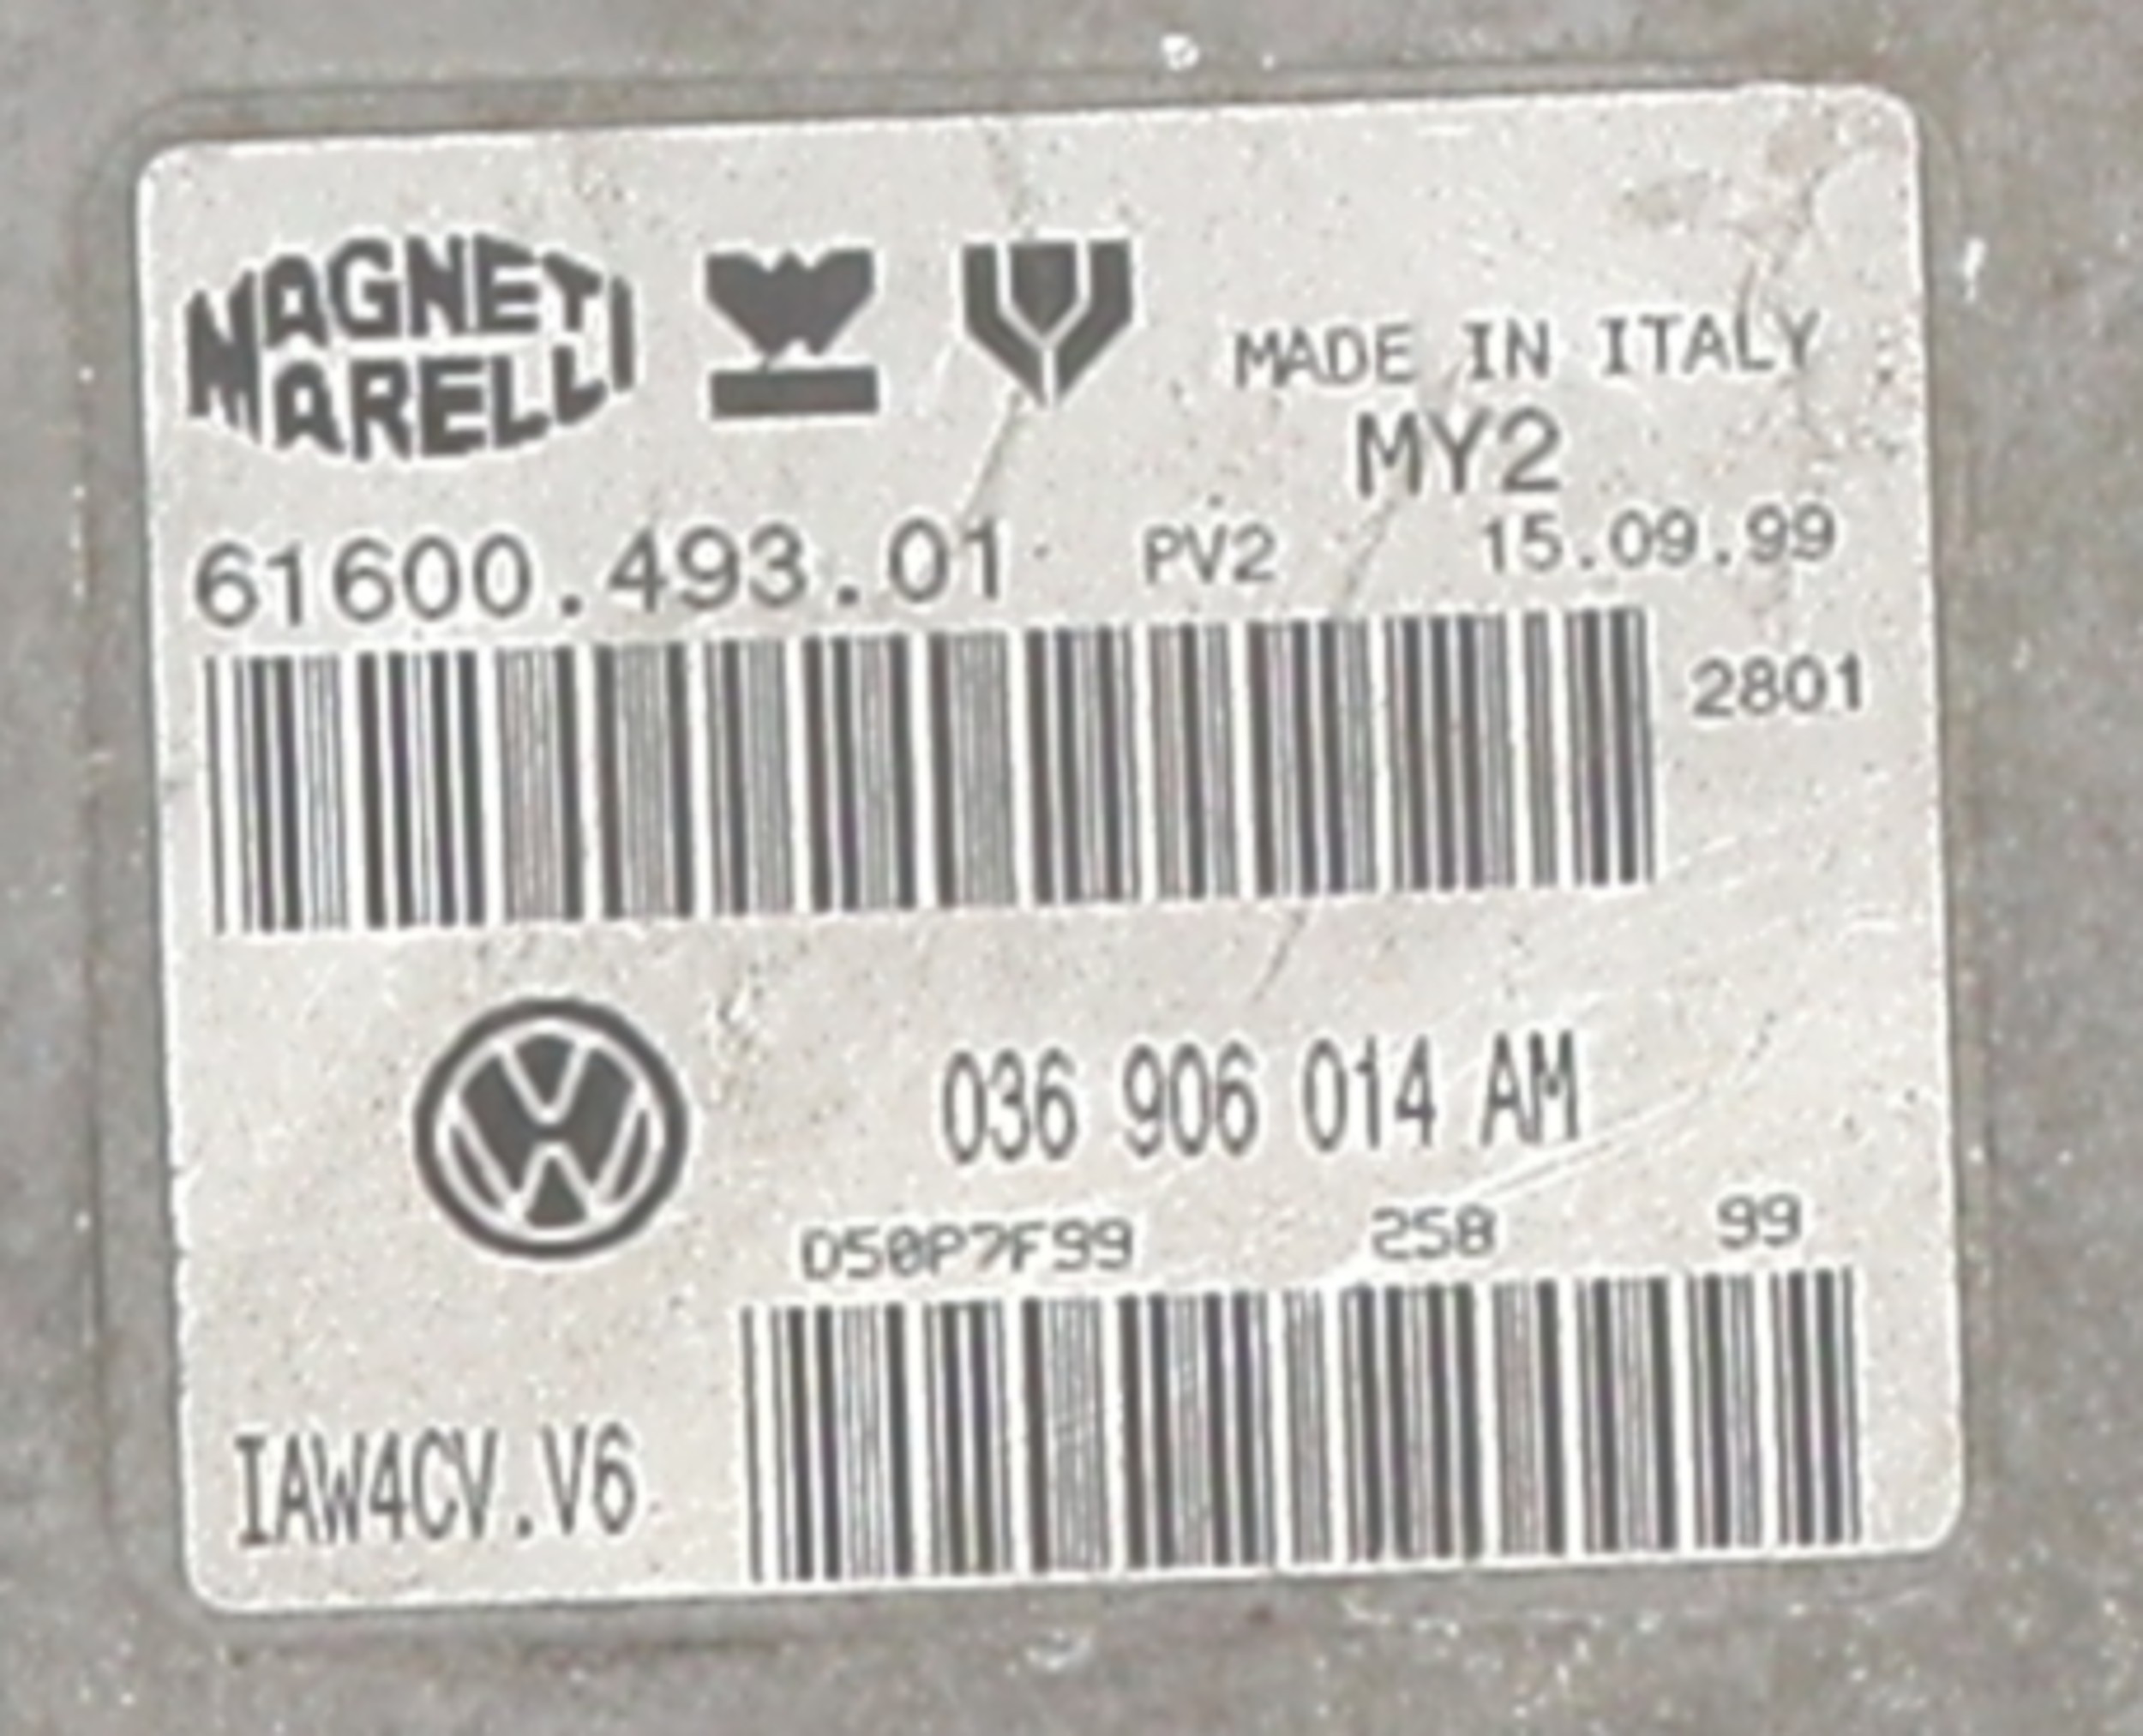 MAGNETI
MARELLI
MADE IN ITALY
MY2
61600.493.01 PV2 15.09.99
2801
036 906 014 AM
D50P7F99 258 99
IAW4CV.V6